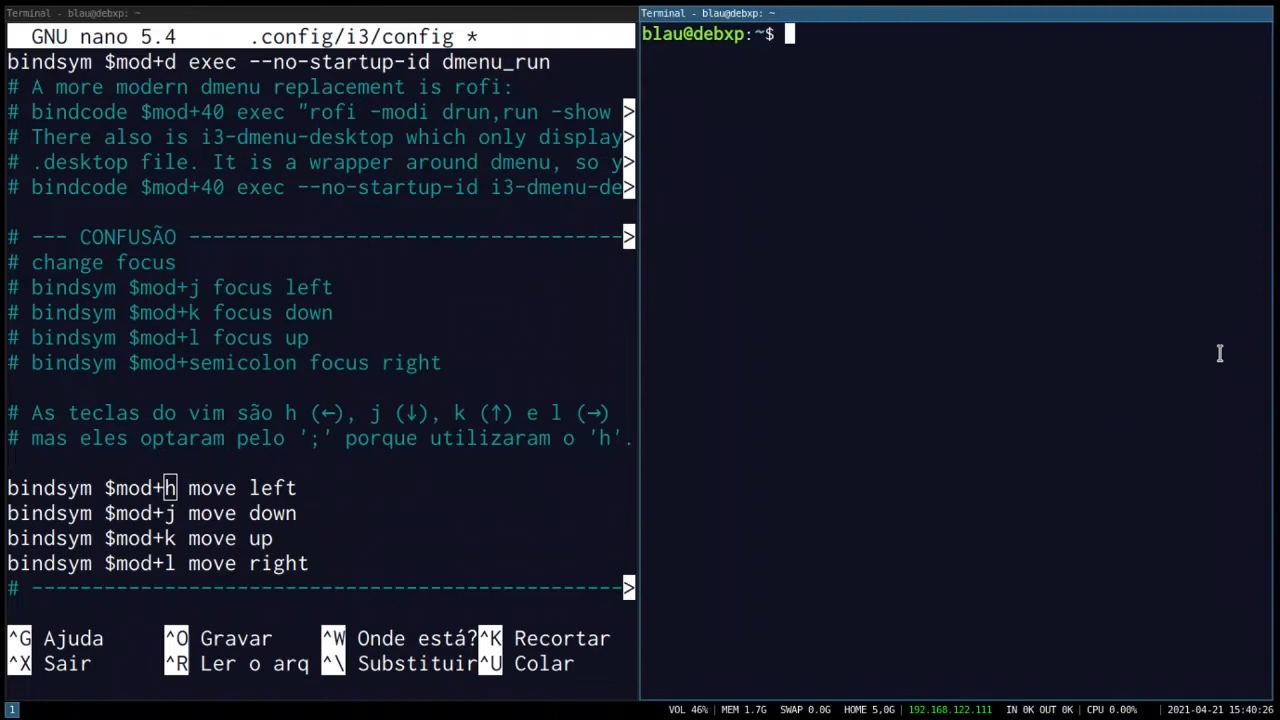 Terminal - blau@debxp: ~
GNU nano 5.4 .config/i3/config *
bindsym $mod+d exec --no-startup-id dmenu_run
# A more modern dmenu replacement is rofi:
# bindcode $mod+40 exec "rofi -modi drun,run -show >
# There also is i3-dmenu-desktop which only display>
# .desktop file. It is a wrapper around dmenu, so y>
# bindcode $mod+40 exec --no-startup-id i3-dmenu-de>
# --- CONFUSÃO ------------------------------------>
# change focus
# bindsym $mod+j focus left
# bindsym $mod+k focus down
# bindsym $mod+l focus up
# bindsym $mod+semicolon focus right
# As teclas do vim são h (←), j (↓), k (↑) e l (→)
# mas eles optaram pelo ';' porque utilizaram o 'h'.
bindsym $mod+h move left
bindsym $mod+j move down
bindsym $mod+k move up
bindsym $mod+l move right
# ------------------------------------------------->
^G Ajuda ^O Gravar ^W Onde está? ^K Recortar
^X Sair ^R Ler o arq ^\ Substituir ^U Colar
Terminal - blau@debxp: ~
blau@debxp:~$
1 VOL 46% | MEM 1.7G SWAP 0.0G HOME 5,0G | 192.168.122.111 | IN 0K OUT 0K | CPU 0.00% | 2021-04-21 15:40:26